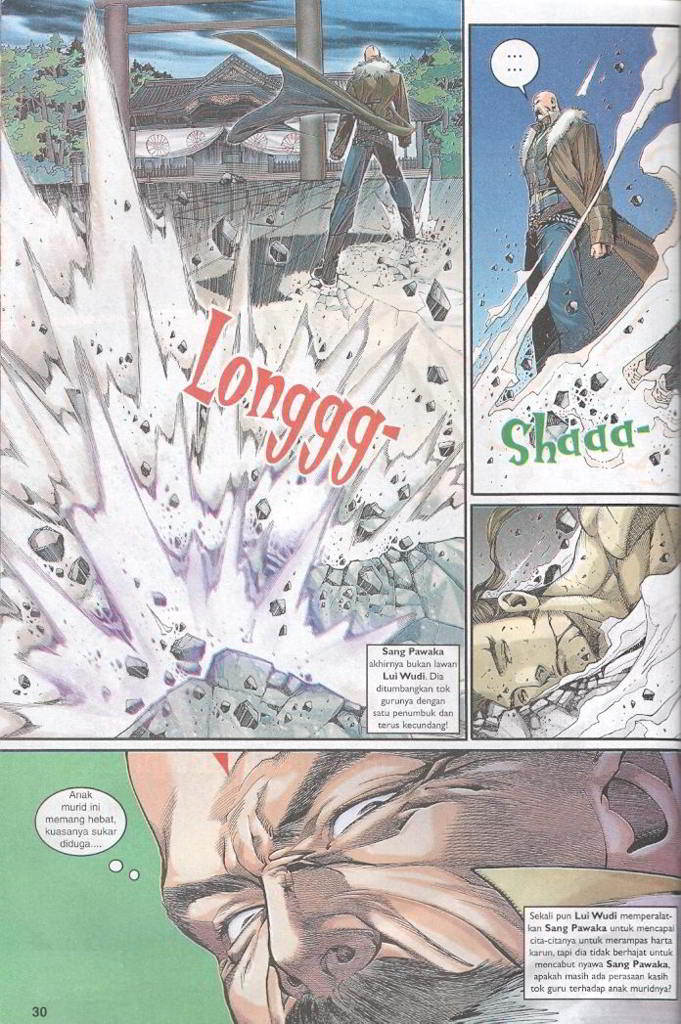 ...
...
Longgg-
Shaaa-
Sang Pawaka
akhirnya bukan lawan
Lui Wudi. Dia
ditumbangkan tok
gurunya dengan
satu penumbuk dan
terus kecundang!
Anak
murid ini
memang hebat,
kuasanya sukar
diduga....
Sekali pun Lui Wudi memperalat-
kan Sang Pawaka untuk mencapai
cita-citanya untuk merampas harta
karun, tapi dia tidak berhajat untuk
mencabut nyawa Sang Pawaka,
apakah masih ada perasaan kasih
tok guru terhadap anak muridnya?
30